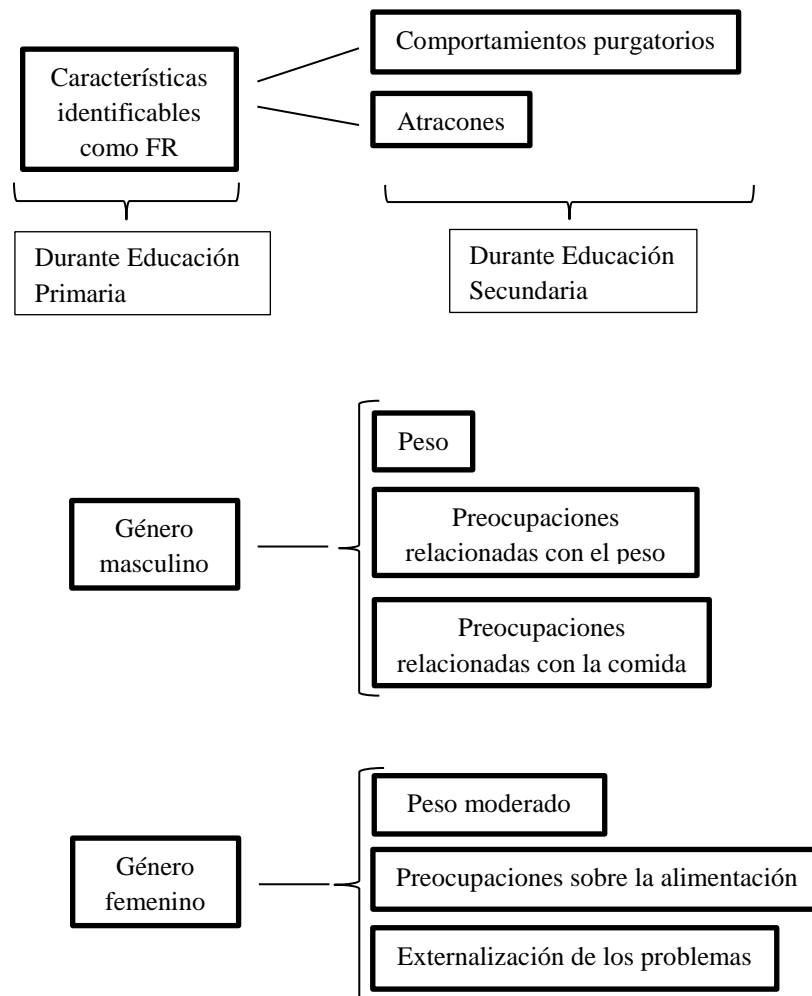 Comportamientos purgatorios
Características
identificables
como FR
Atracones
Durante Educación
Primaria
Durante Educación
Secundaria
Peso
Género
masculino
Preocupaciones
relacionadas con el peso
Preocupaciones
relacionadas con la comida
Peso moderado
Género
femenino
Preocupaciones sobre la alimentación
Externalización de los problemas